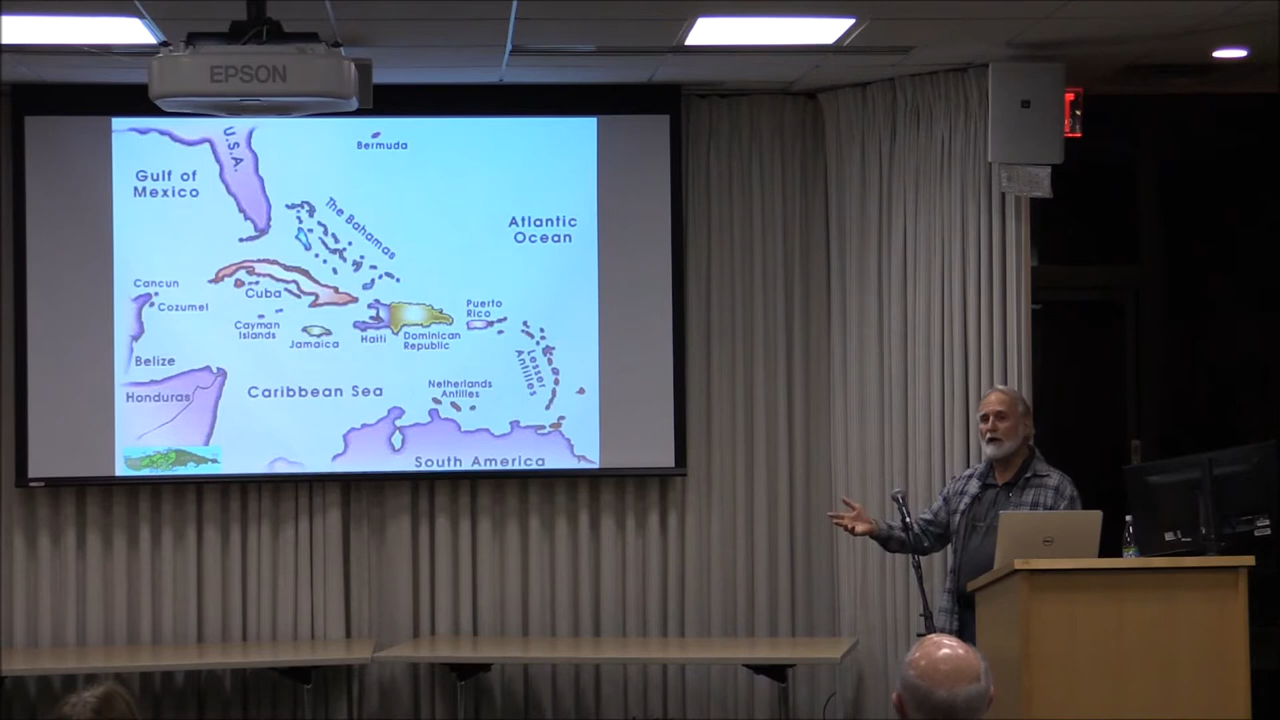 EPSON
U.S.A.
Bermuda
Gulf of
Mexico
The Bahamas
Atlantic
Ocean
Cancun
Cozumel
Cuba
Puerto
Rico
Cayman
Islands
Jamaica
Haiti
Dominican
Republic
Lesser
Antilles
Belize
Honduras
Caribbean Sea
Netherlands
Antilles
South America
DELL